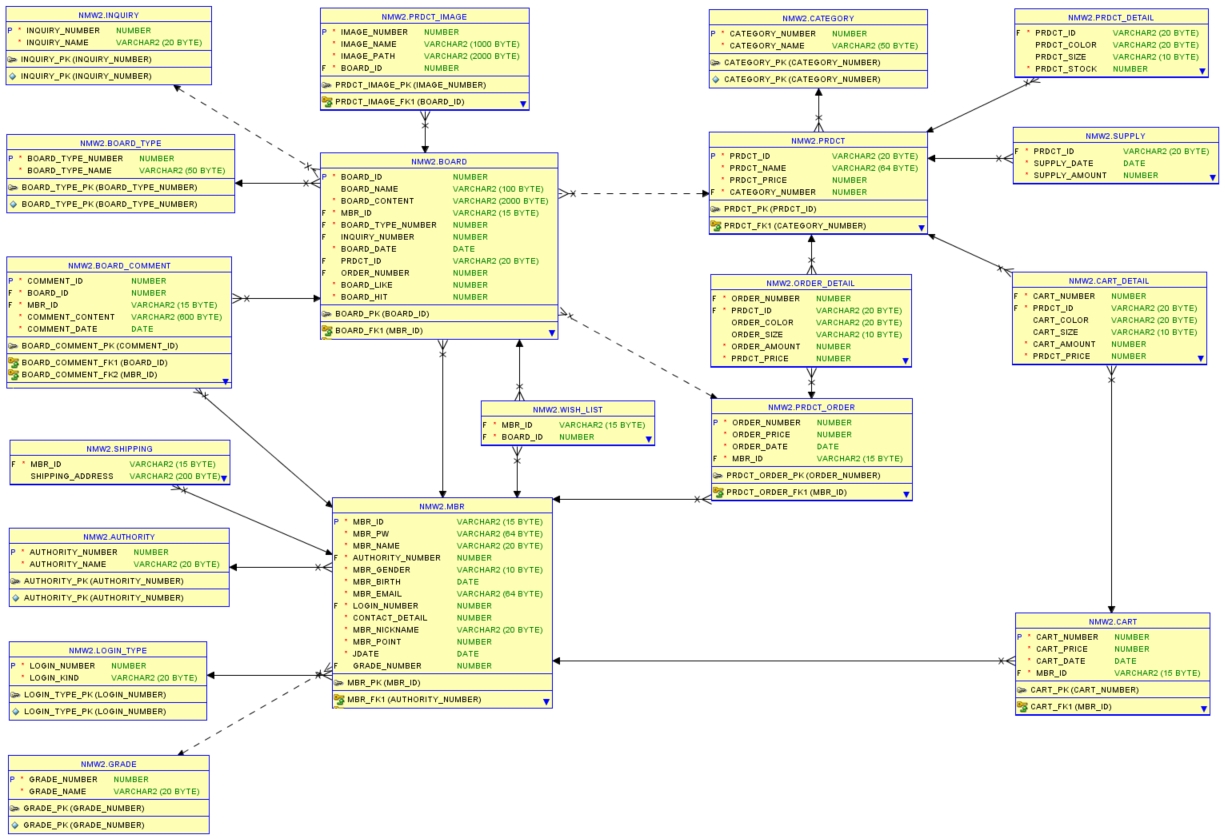 NMW2.INQUIRY
P * INQUIRY_NUMBER NUMBER
* INQUIRY_NAME VARCHAR2 (20 BYTE)
INQUIRY_PK (INQUIRY_NUMBER)
INQUIRY_PK (INQUIRY_NUMBER)
NMW2.PRDCT_IMAGE
P * IMAGE_NUMBER NUMBER
* IMAGE_NAME VARCHAR2 (1000 BYTE)
* IMAGE_PATH VARCHAR2 (2000 BYTE)
F * BOARD_ID NUMBER
PRDCT_IMAGE_PK (IMAGE_NUMBER)
PRDCT_IMAGE_FK1 (BOARD_ID)
NMW2.CATEGORY
P * CATEGORY_NUMBER NUMBER
* CATEGORY_NAME VARCHAR2 (50 BYTE)
CATEGORY_PK (CATEGORY_NUMBER)
CATEGORY_PK (CATEGORY_NUMBER)
NMW2.PRDCT_DETAIL
F * PRDCT_ID VARCHAR2 (20 BYTE)
PRDCT_COLOR VARCHAR2 (20 BYTE)
PRDCT_SIZE VARCHAR2 (10 BYTE)
* PRDCT_STOCK NUMBER
NMW2.BOARD_TYPE
P * BOARD_TYPE_NUMBER NUMBER
* BOARD_TYPE_NAME VARCHAR2 (50 BYTE)
BOARD_TYPE_PK (BOARD_TYPE_NUMBER)
BOARD_TYPE_PK (BOARD_TYPE_NUMBER)
NMW2.BOARD
P * BOARD_ID NUMBER
BOARD_NAME VARCHAR2 (100 BYTE)
* BOARD_CONTENT VARCHAR2 (2000 BYTE)
F * MBR_ID VARCHAR2 (15 BYTE)
F * BOARD_TYPE_NUMBER NUMBER
F INQUIRY_NUMBER NUMBER
* BOARD_DATE DATE
F PRDCT_ID VARCHAR2 (20 BYTE)
F ORDER_NUMBER NUMBER
* BOARD_LIKE NUMBER
* BOARD_HIT NUMBER
BOARD_PK (BOARD_ID)
BOARD_FK1 (MBR_ID)
NMW2.PRDCT
P * PRDCT_ID VARCHAR2 (20 BYTE)
* PRDCT_NAME VARCHAR2 (64 BYTE)
* PRDCT_PRICE NUMBER
F * CATEGORY_NUMBER NUMBER
PRDCT_PK (PRDCT_ID)
PRDCT_FK1 (CATEGORY_NUMBER)
NMW2.SUPPLY
F * PRDCT_ID VARCHAR2 (20 BYTE)
* SUPPLY_DATE DATE
* SUPPLY_AMOUNT NUMBER
NMW2.BOARD_COMMENT
P * COMMENT_ID NUMBER
F * BOARD_ID NUMBER
F * MBR_ID VARCHAR2 (15 BYTE)
* COMMENT_CONTENT VARCHAR2 (600 BYTE)
* COMMENT_DATE DATE
BOARD_COMMENT_PK (COMMENT_ID)
BOARD_COMMENT_FK1 (BOARD_ID)
BOARD_COMMENT_FK2 (MBR_ID)
NMW2.ORDER_DETAIL
F * ORDER_NUMBER NUMBER
F * PRDCT_ID VARCHAR2 (20 BYTE)
ORDER_COLOR VARCHAR2 (20 BYTE)
ORDER_SIZE VARCHAR2 (10 BYTE)
* ORDER_AMOUNT NUMBER
* PRDCT_PRICE NUMBER
NMW2.CART_DETAIL
F * CART_NUMBER NUMBER
F * PRDCT_ID VARCHAR2 (20 BYTE)
CART_COLOR VARCHAR2 (20 BYTE)
CART_SIZE VARCHAR2 (10 BYTE)
* CART_AMOUNT NUMBER
* PRDCT_PRICE NUMBER
NMW2.WISH_LIST
F * MBR_ID VARCHAR2 (15 BYTE)
F * BOARD_ID NUMBER
NMW2.PRDCT_ORDER
P * ORDER_NUMBER NUMBER
* ORDER_PRICE NUMBER
* ORDER_DATE DATE
F * MBR_ID VARCHAR2 (15 BYTE)
PRDCT_ORDER_PK (ORDER_NUMBER)
PRDCT_ORDER_FK1 (MBR_ID)
NMW2.SHIPPING
F * MBR_ID VARCHAR2 (15 BYTE)
SHIPPING_ADDRESS VARCHAR2 (200 BYTE)
NMW2.MBR
P * MBR_ID VARCHAR2 (15 BYTE)
* MBR_PW VARCHAR2 (64 BYTE)
* MBR_NAME VARCHAR2 (20 BYTE)
F * AUTHORITY_NUMBER NUMBER
* MBR_GENDER VARCHAR2 (10 BYTE)
* MBR_BIRTH DATE
* MBR_EMAIL VARCHAR2 (64 BYTE)
F * LOGIN_NUMBER NUMBER
* CONTACT_DETAIL NUMBER
* MBR_NICKNAME VARCHAR2 (20 BYTE)
* MBR_POINT NUMBER
* JDATE DATE
F GRADE_NUMBER NUMBER
MBR_PK (MBR_ID)
MBR_FK1 (AUTHORITY_NUMBER)
NMW2.AUTHORITY
P * AUTHORITY_NUMBER NUMBER
* AUTHORITY_NAME VARCHAR2 (20 BYTE)
AUTHORITY_PK (AUTHORITY_NUMBER)
AUTHORITY_PK (AUTHORITY_NUMBER)
NMW2.LOGIN_TYPE
P * LOGIN_NUMBER NUMBER
* LOGIN_KIND VARCHAR2 (20 BYTE)
LOGIN_TYPE_PK (LOGIN_NUMBER)
LOGIN_TYPE_PK (LOGIN_NUMBER)
NMW2.CART
P * CART_NUMBER NUMBER
* CART_PRICE NUMBER
* CART_DATE DATE
F * MBR_ID VARCHAR2 (15 BYTE)
CART_PK (CART_NUMBER)
CART_FK1 (MBR_ID)
NMW2.GRADE
P * GRADE_NUMBER NUMBER
* GRADE_NAME VARCHAR2 (20 BYTE)
GRADE_PK (GRADE_NUMBER)
GRADE_PK (GRADE_NUMBER)